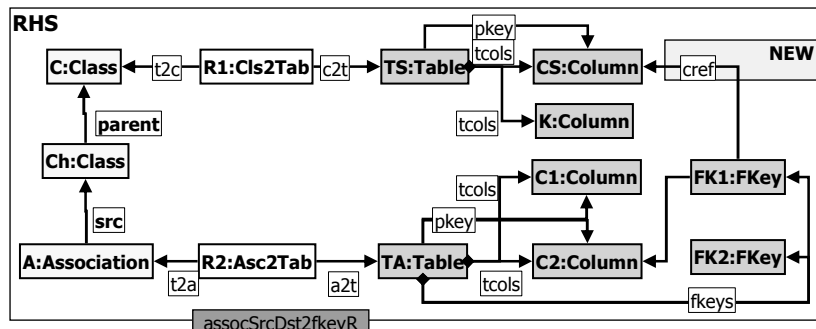 RHS
pkey
tcols
NEW
C:Class
t2c
R1:Cls2Tab
c2t
TS:Table
CS:Column
cref
parent
tcols
K:Column
Ch:Class
C1:Column
FK1:FKey
tcols
src
pkey
A:Association
R2:Asc2Tab
TA:Table
C2:Column
FK2:FKey
t2a
a2t
tcols
fkeys
assocSrcDst2fkeyR